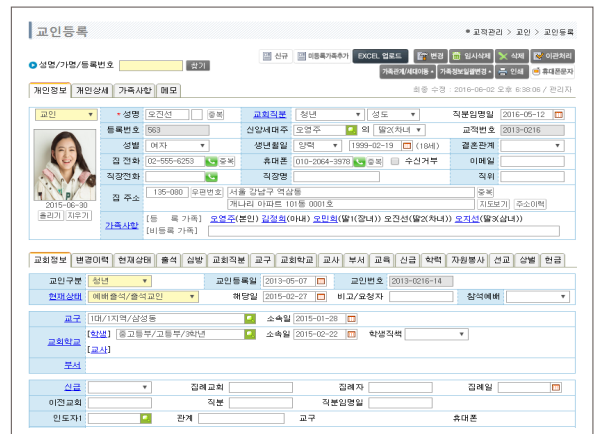 교인등록
교적관리 > 교인 > 교인등록
성명/가명/등록번호 찾기
신규 미등록가족추가 EXCEL 업로드 변경 임시삭제 삭제 이관처리
가족관계/세대이동 가족정보일괄변경 인쇄 휴대폰문자
개인정보 개인상세 가족사항 메모
최종 수정 : 2016-06-02 오후 6:38:06 / 관리자
교인 성명 오진선 중복 교회직분 청년 성도 직분임명일 2016-05-12
등록번호 563 신앙세대주 오영주 의 딸2(차녀 교적번호 2013-0216
성별 여자 생년월일 양력 1999-02-19 (18세) 결혼관계
집 전화 02-555-6253 중복 휴대폰 010-2064-3978 중복 수신거부 이메일
직장전화 직장명 직위
집 주소 135-080 우편번호 서울 강남구 역삼동 중복
개나리 아파트 101동 0001호 지도보기 주소이력
2015-06-30
올리기 지우기
가족사항 [등 록 가족] 오영주(본인) 김정희(아내) 오민희(딸1(장녀)) 오진선(딸2(차녀)) 오지선(딸3(삼녀))
[비등록 가족]
교회정보 변경이력 현재상태 출석 심방 교회직분 교구 교회학교 교사 부서 교육 신급 학력 자원봉사 선교 상벌 헌금
교인구분 청년 교인등록일 2013-05-07 교인번호 2013-0216-14
현재상태 예배출석/출석교인 해당일 2015-02-27 비고/요청자 참석예배
교구 1대/1지역/삼성동 소속일 2015-01-28
교회학교 [학생] 중고등부/고등부/3학년 소속일 2015-02-22 학생직책
[교사]
부서
신급 집례교회 집례자 집례일
이전교회 직분 직분임명일
인도자1 관계 교구 휴대폰